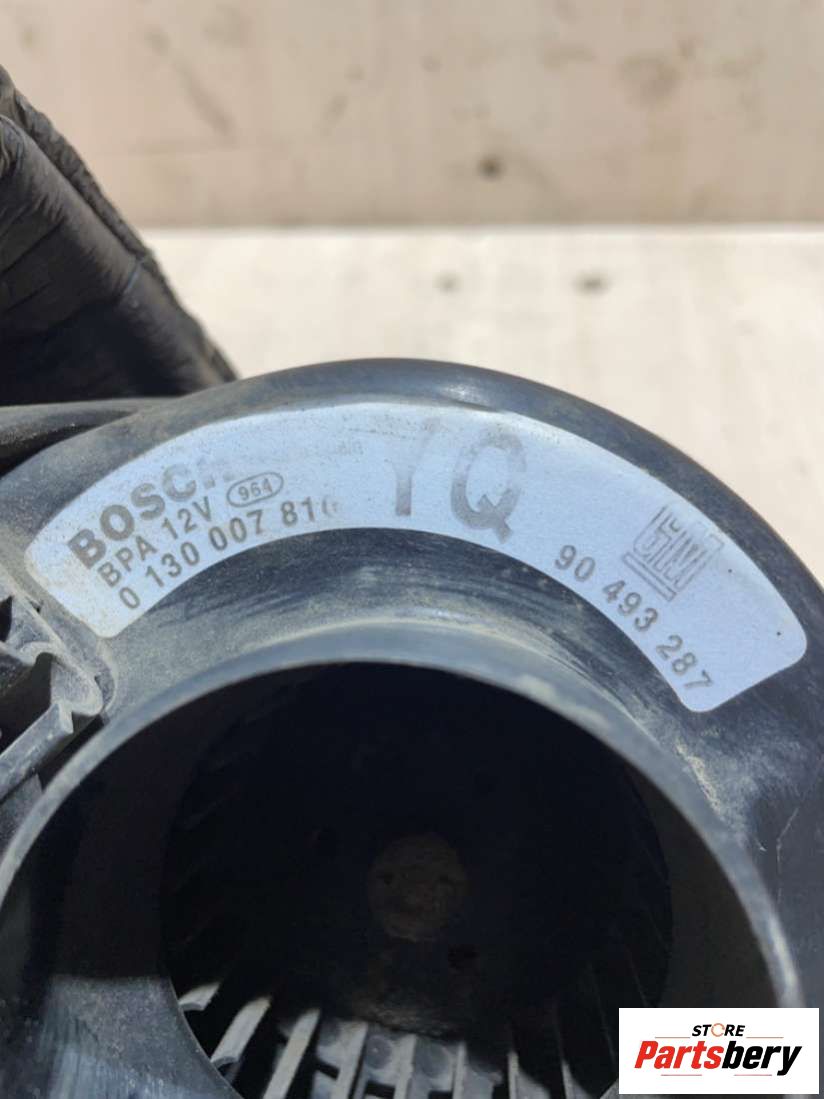 BOSCH
BPA 12V 964
0 130 007 81
YQ
GM
90 493 287
STORE
Partsbery